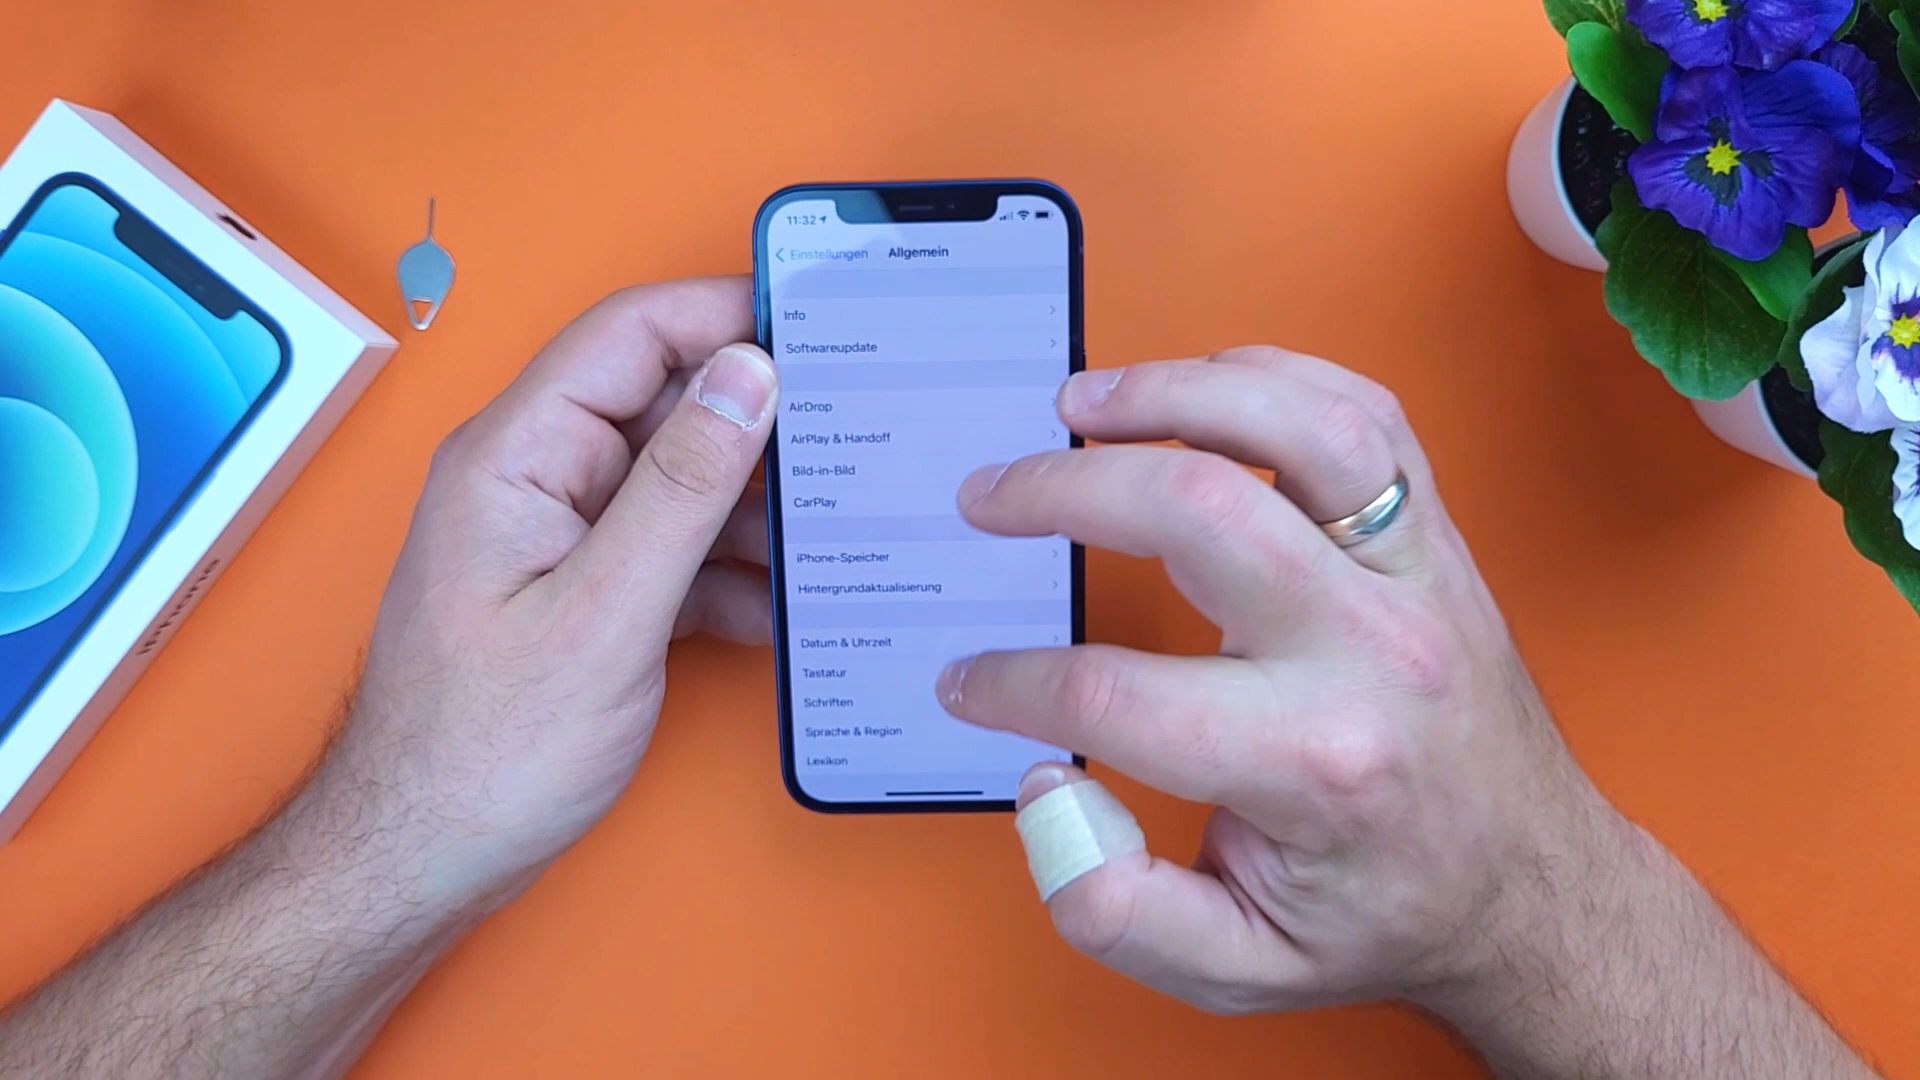 11:32
Einstellungen
Allgemein
Info
Softwareupdate
AirDrop
AirPlay & Handoff
Bild-in-Bild
CarPlay
iPhone-Speicher
Hintergrundaktualisierung
Datum & Uhrzeit
Tastatur
Schriften
Sprache & Region
Lexikon
iPhone